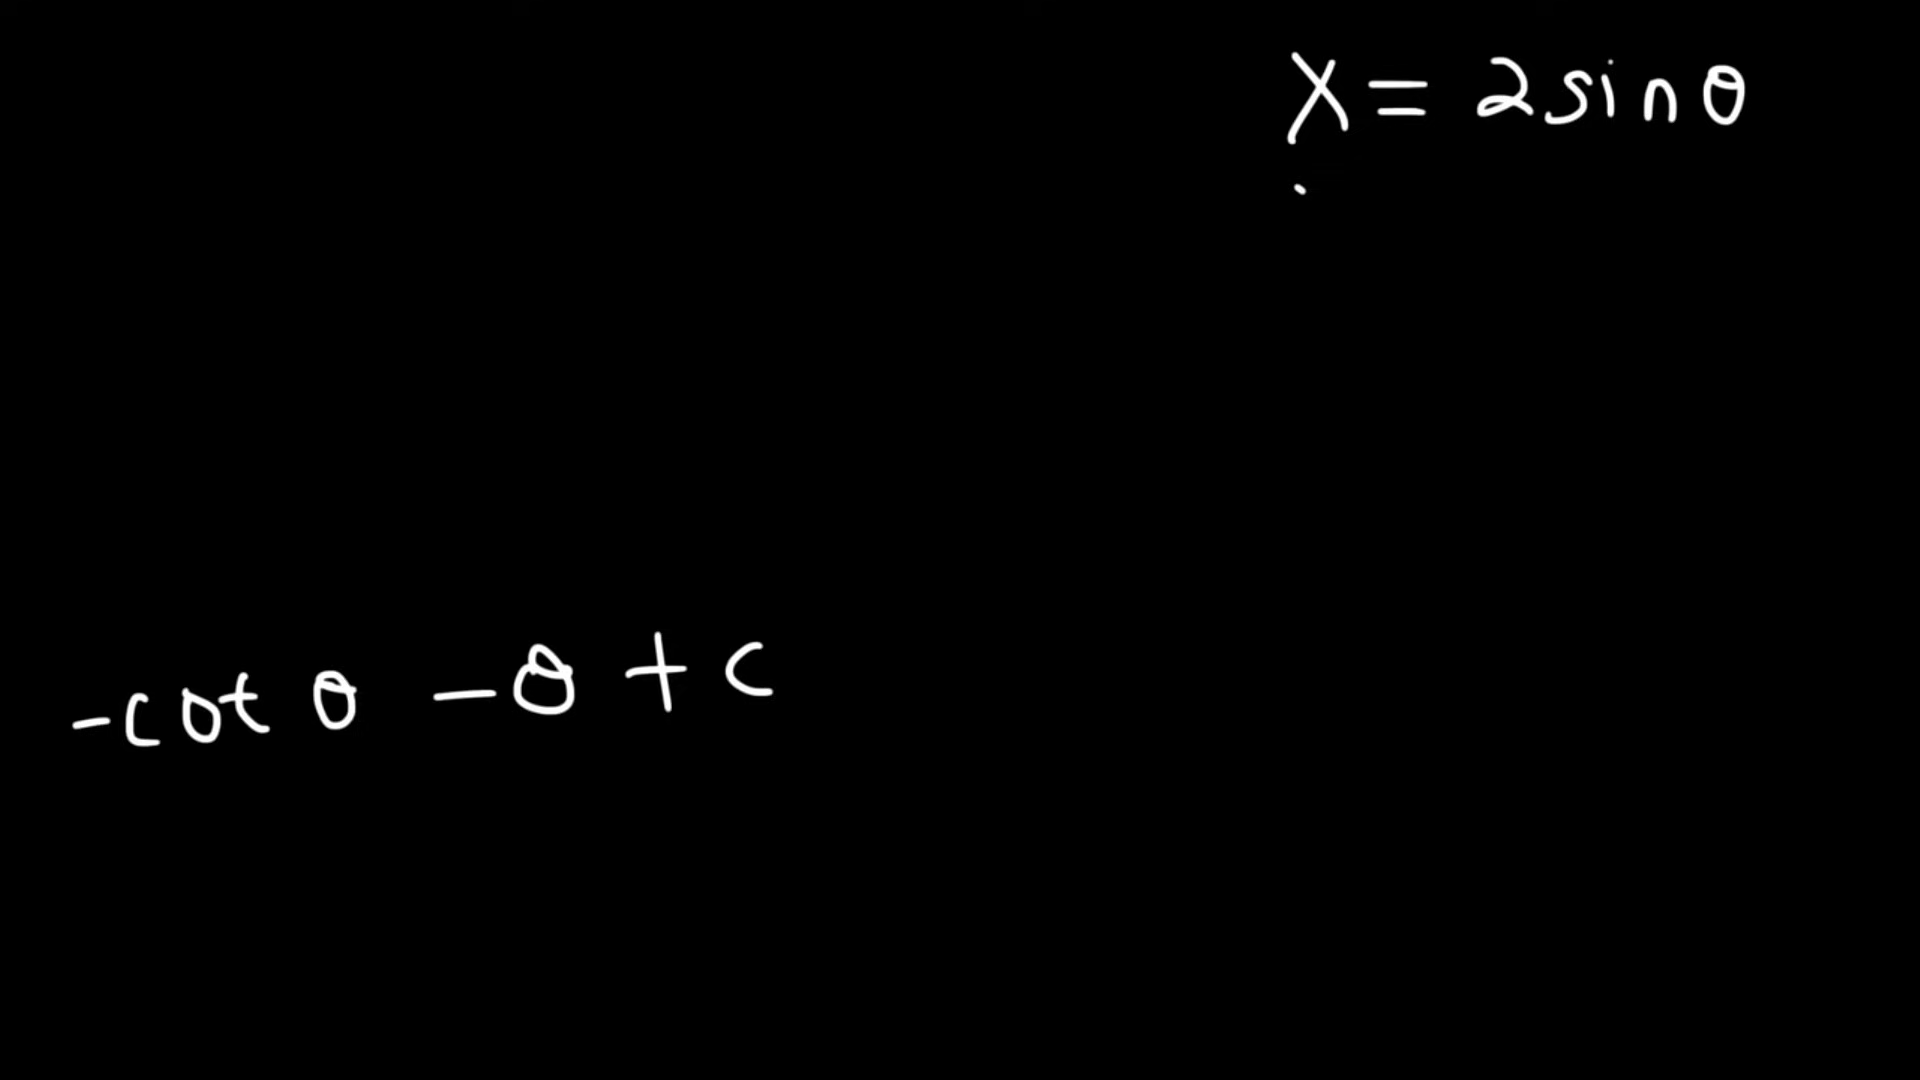 X = 2sinθ
-cot θ - θ + c